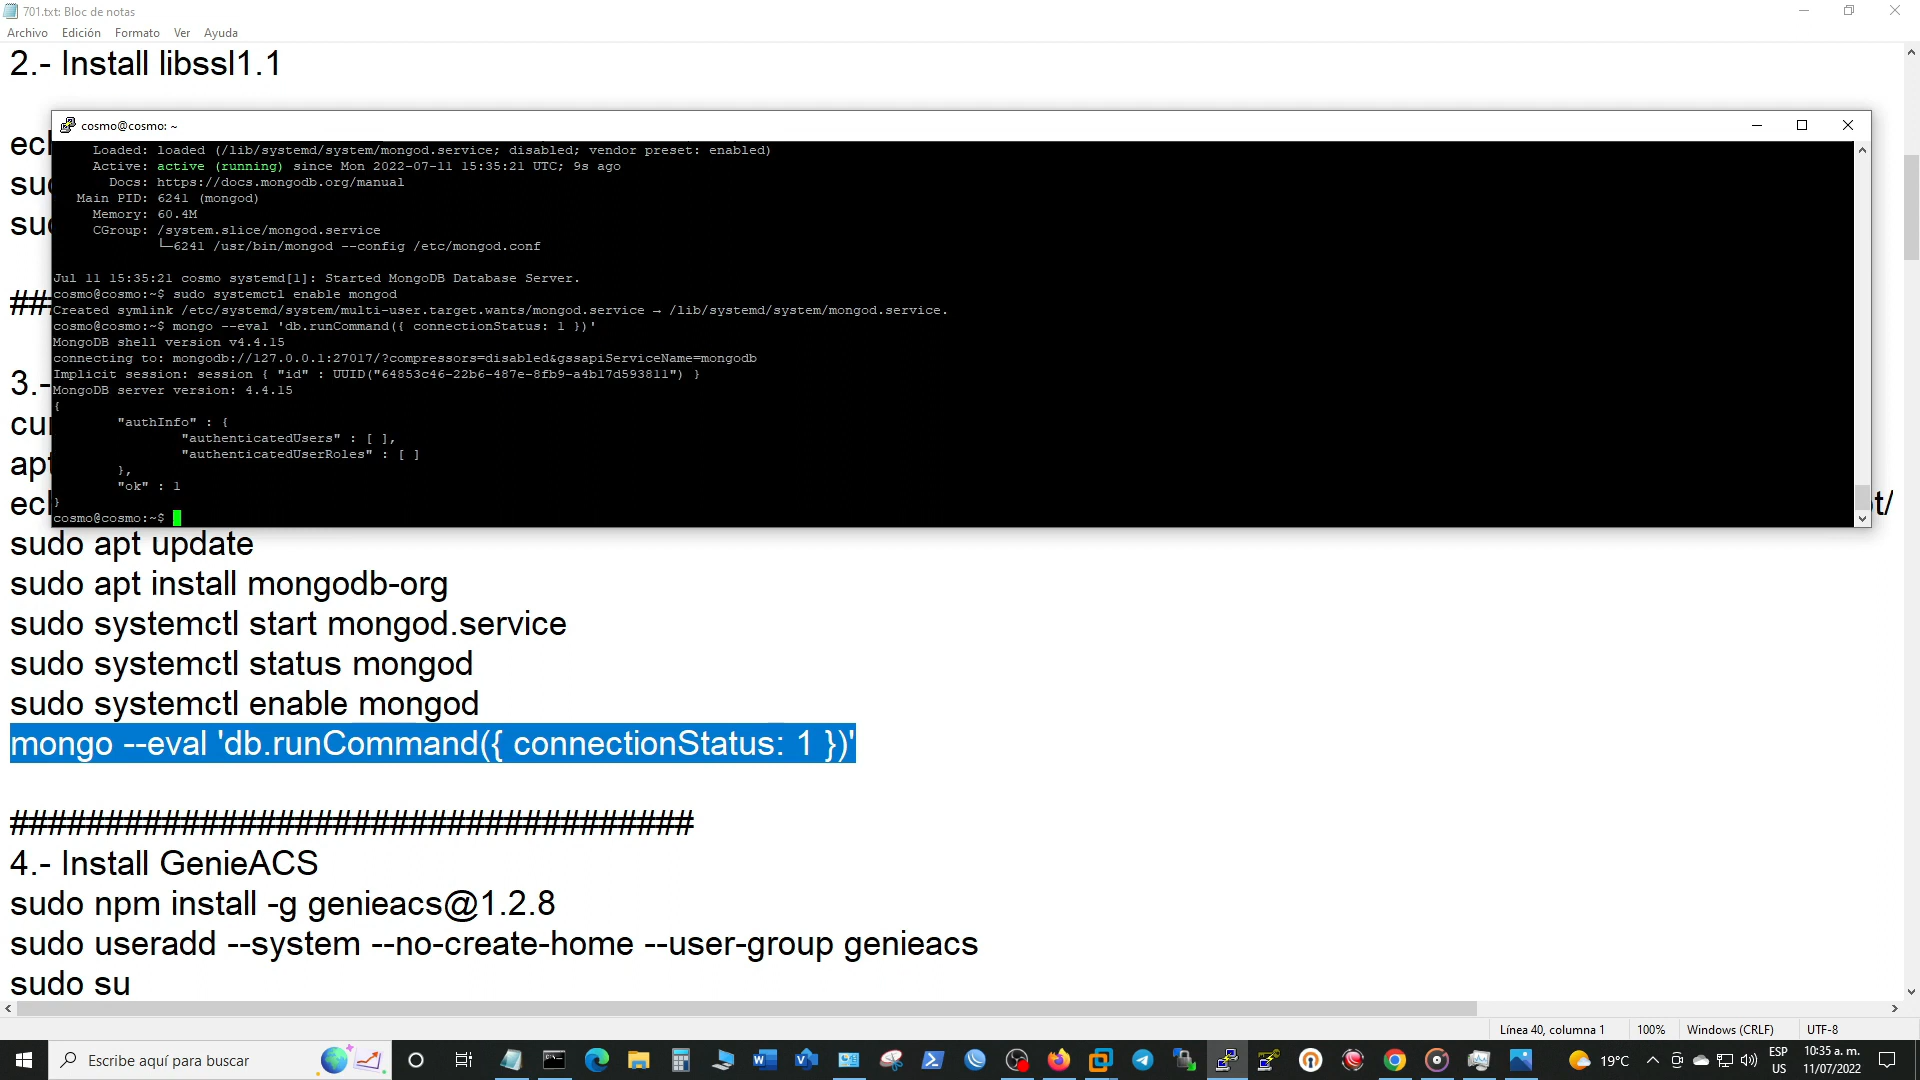 701.txt: Bloc de notas
Archivo Edición Formato Ver Ayuda
2.- Install libssl1.1
cosmo@cosmo: ~
Loaded: loaded (/lib/systemd/system/mongod.service; disabled; vendor preset: enabled)
Active: active (running) since Mon 2022-07-11 15:35:21 UTC; 9s ago
Docs: https://docs.mongodb.org/manual
Main PID: 6241 (mongod)
Memory: 60.4M
CGroup: /system.slice/mongod.service
└─6241 /usr/bin/mongod --config /etc/mongod.conf
Jul 11 15:35:21 cosmo systemd[1]: Started MongoDB Database Server.
cosmo@cosmo:~$ sudo systemctl enable mongod
Created symlink /etc/systemd/system/multi-user.target.wants/mongod.service → /lib/systemd/system/mongod.service.
cosmo@cosmo:~$ mongo --eval 'db.runCommand({ connectionStatus: 1 })'
MongoDB shell version v4.4.15
connecting to: mongodb://127.0.0.1:27017/?compressors=disabled&gssapiServiceName=mongodb
Implicit session: session { "id" : UUID("64853c46-22b6-487e-8fb9-a4b17d593811") }
MongoDB server version: 4.4.15
{
"authInfo" : {
"authenticatedUsers" : [ ],
"authenticatedUserRoles" : [ ]
},
"ok" : 1
}
cosmo@cosmo:~$
3.-
sudo apt update
sudo apt install mongodb-org
sudo systemctl start mongod.service
sudo systemctl status mongod
sudo systemctl enable mongod
mongo --eval 'db.runCommand({ connectionStatus: 1 })'
####################################
4.- Install GenieACS
sudo npm install -g genieacs@1.2.8
sudo useradd --system --no-create-home --user-group genieacs
sudo su
Línea 40, columna 1 100% Windows (CRLF) UTF-8
Escribe aquí para buscar
19°C
ESP
US
10:35 a. m.
11/07/2022